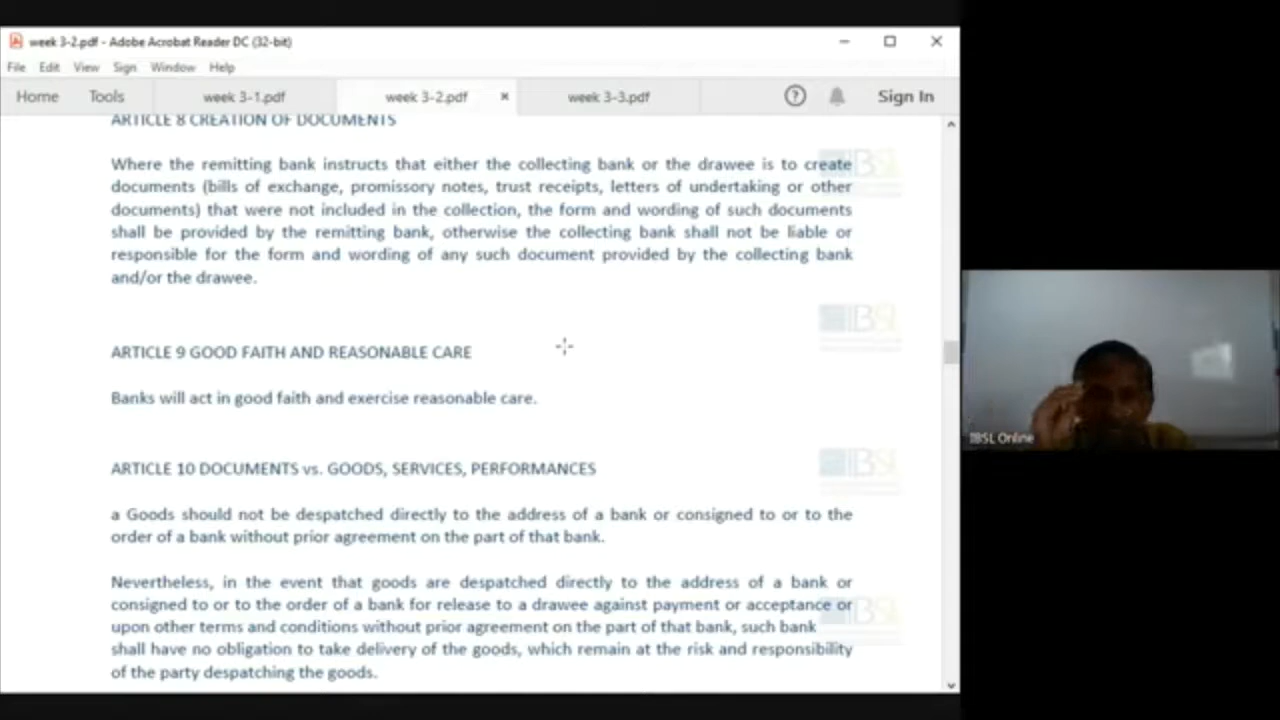 week 3-2.pdf - Adobe Acrobat Reader DC (32-bit)
File Edit View Sign Window Help
Home Tools week 3-1.pdf week 3-2.pdf × week 3-3.pdf ? Sign In
ARTICLE 8 CREATION OF DOCUMENTS
Where the remitting bank instructs that either the collecting bank or the drawee is to create
documents (bills of exchange, promissory notes, trust receipts, letters of undertaking or other
documents) that were not included in the collection, the form and wording of such documents
shall be provided by the remitting bank, otherwise the collecting bank shall not be liable or
responsible for the form and wording of any such document provided by the collecting bank
and/or the drawee.
ARTICLE 9 GOOD FAITH AND REASONABLE CARE
Banks will act in good faith and exercise reasonable care.
ARTICLE 10 DOCUMENTS vs. GOODS, SERVICES, PERFORMANCES
a Goods should not be despatched directly to the address of a bank or consigned to or to the
order of a bank without prior agreement on the part of that bank.
Nevertheless, in the event that goods are despatched directly to the address of a bank or
consigned to or to the order of a bank for release to a drawee against payment or acceptance or
upon other terms and conditions without prior agreement on the part of that bank, such bank
shall have no obligation to take delivery of the goods, which remain at the risk and responsibility
of the party despatching the goods.
IBSL Online